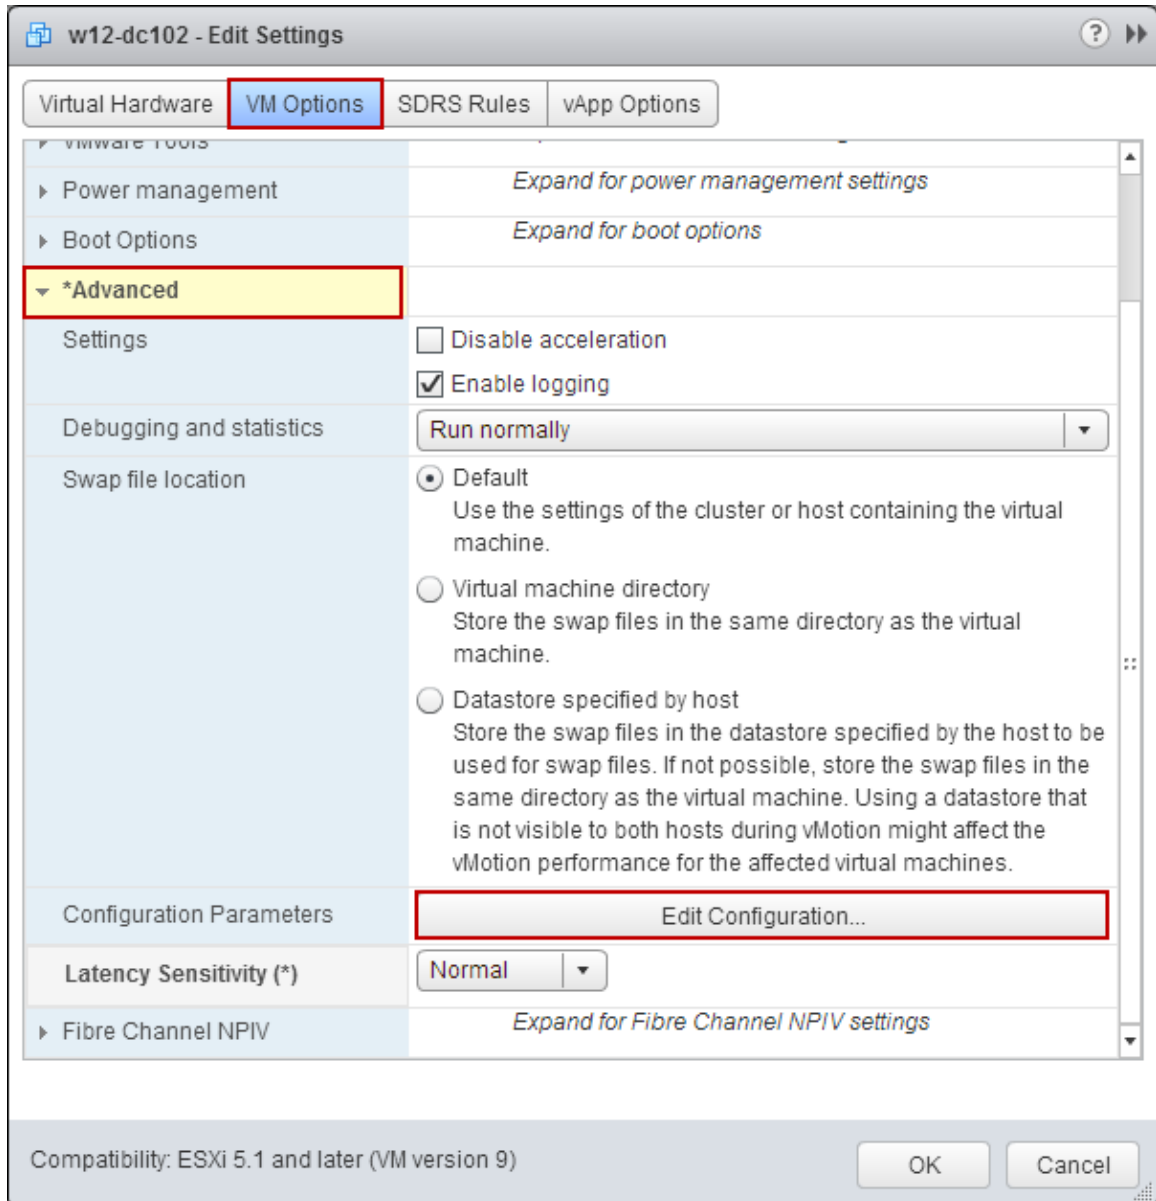 w12-dc102 - Edit Settings
?
Virtual Hardware
VM Options
SDRS Rules
vApp Options
VMware Tools
Power management
Expand for power management settings
Boot Options
Expand for boot options
*Advanced
Settings
Disable acceleration
Enable logging
Debugging and statistics
Run normally
Swap file location
Default
Use the settings of the cluster or host containing the virtual
machine.
Virtual machine directory
Store the swap files in the same directory as the virtual
machine.
Datastore specified by host
Store the swap files in the datastore specified by the host to be
used for swap files. If not possible, store the swap files in the
same directory as the virtual machine. Using a datastore that
is not visible to both hosts during vMotion might affect the
vMotion performance for the affected virtual machines.
Configuration Parameters
Edit Configuration...
Latency Sensitivity (*)
Normal
Fibre Channel NPIV
Expand for Fibre Channel NPIV settings
Compatibility: ESXi 5.1 and later (VM version 9)
OK
Cancel